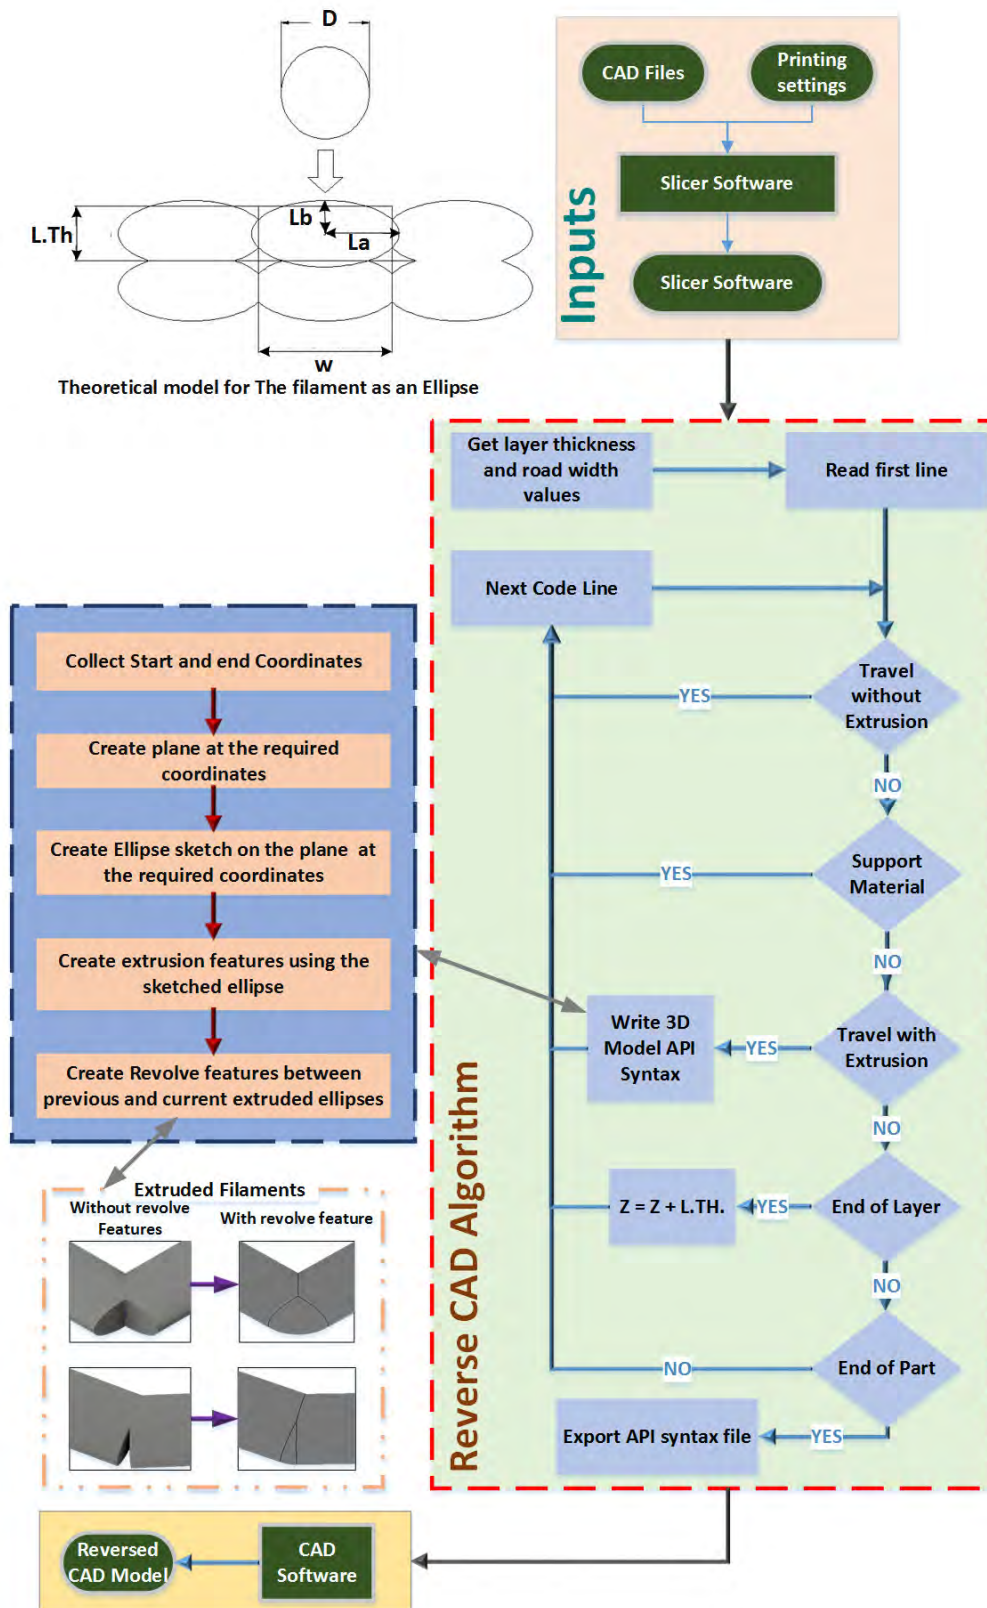 D
Lb
La
L.Th
w
Theoretical model for The filament as an Ellipse
CAD Files
Printing
settings
Slicer Software
Slicer Software
Inputs
Get layer thickness
and road width
values
Read first line
Next Code Line
Travel
without
Extrusion
YES
NO
Support
Material
YES
NO
Write 3D
Model API
Syntax
YES
Travel with
Extrusion
NO
Z = Z + L.TH.
YES
End of Layer
NO
NO
End of Part
Export API syntax file
YES
Reverse CAD Algorithm
Collect Start and end Coordinates
Create plane at the required
coordinates
Create Ellipse sketch on the plane at
the required coordinates
Create extrusion features using the
sketched ellipse
Create Revolve features between
previous and current extruded ellipses
Extruded Filaments
Without revolve
Features
With revolve feature
Reversed
CAD Model
CAD
Software